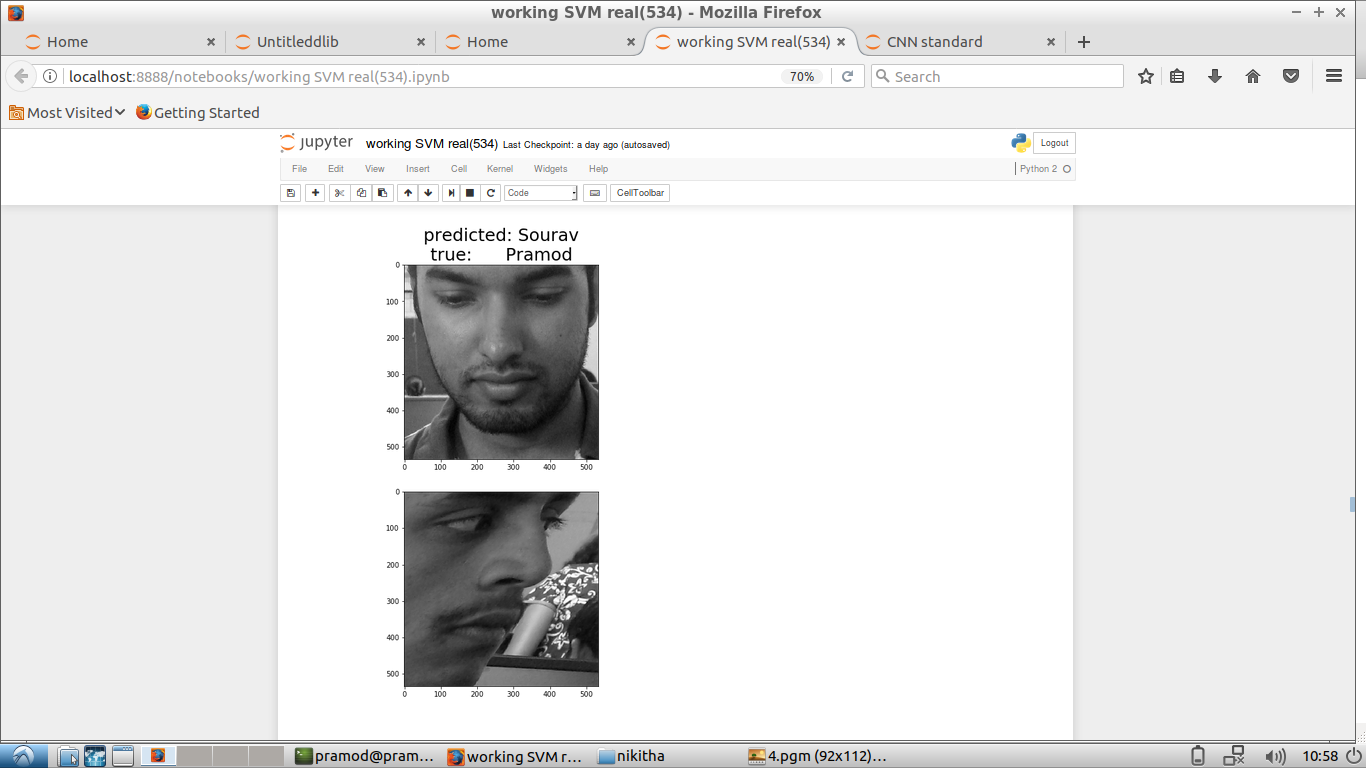 working SVM real(534) - Mozilla Firefox
Home
Untitleddlib
Home
working SVM real(534)
CNN standard
localhost:8888/notebooks/working SVM real(534).ipynb
70%
Search
Most Visited
Getting Started
jupyter
working SVM real(534) Last Checkpoint: a day ago (autosaved)
Logout
File Edit View Insert Cell Kernel Widgets Help
Python 2
Code
CellToolbar
predicted: Sourav
true: Pramod
0
100
200
300
400
500
0 100 200 300 400 500
0
100
200
300
400
500
0 100 200 300 400 500
pramod@pram...
working SVM r...
nikitha
4.pgm (92x112)...
10:58